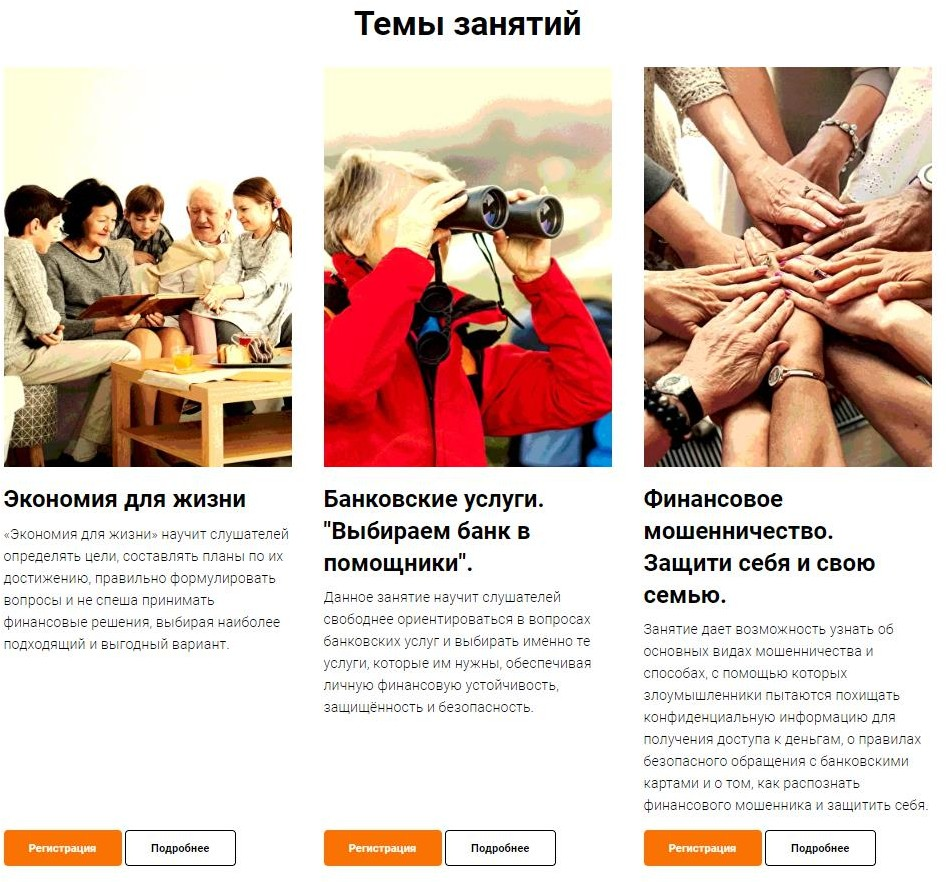 Темы занятий
Экономия для жизни
«Экономия для жизни» научит слушателей
определять цели, составлять планы по их
достижению, правильно формулировать
вопросы и не спеша принимать
финансовые решения, выбирая наиболее
подходящий и выгодный вариант.
Регистрация
Подробнее
Банковские услуги.
"Выбираем банк в
помощники".
Данное занятие научит слушателей
свободнее ориентироваться в вопросах
банковских услуг и выбирать именно те
услуги, которые им нужны, обеспечивая
личную финансовую устойчивость,
защищённость и безопасность.
Регистрация
Подробнее
Финансовое
мошенничество.
Защити себя и свою
семью.
Занятие дает возможность узнать об
основных видах мошенничества и
способах, с помощью которых
злоумышленники пытаются похищать
конфиденциальную информацию для
получения доступа к деньгам, о правилах
безопасного обращения с банковскими
картами и о том, как распознать
финансового мошенника и защитить себя.
Регистрация
Подробнее